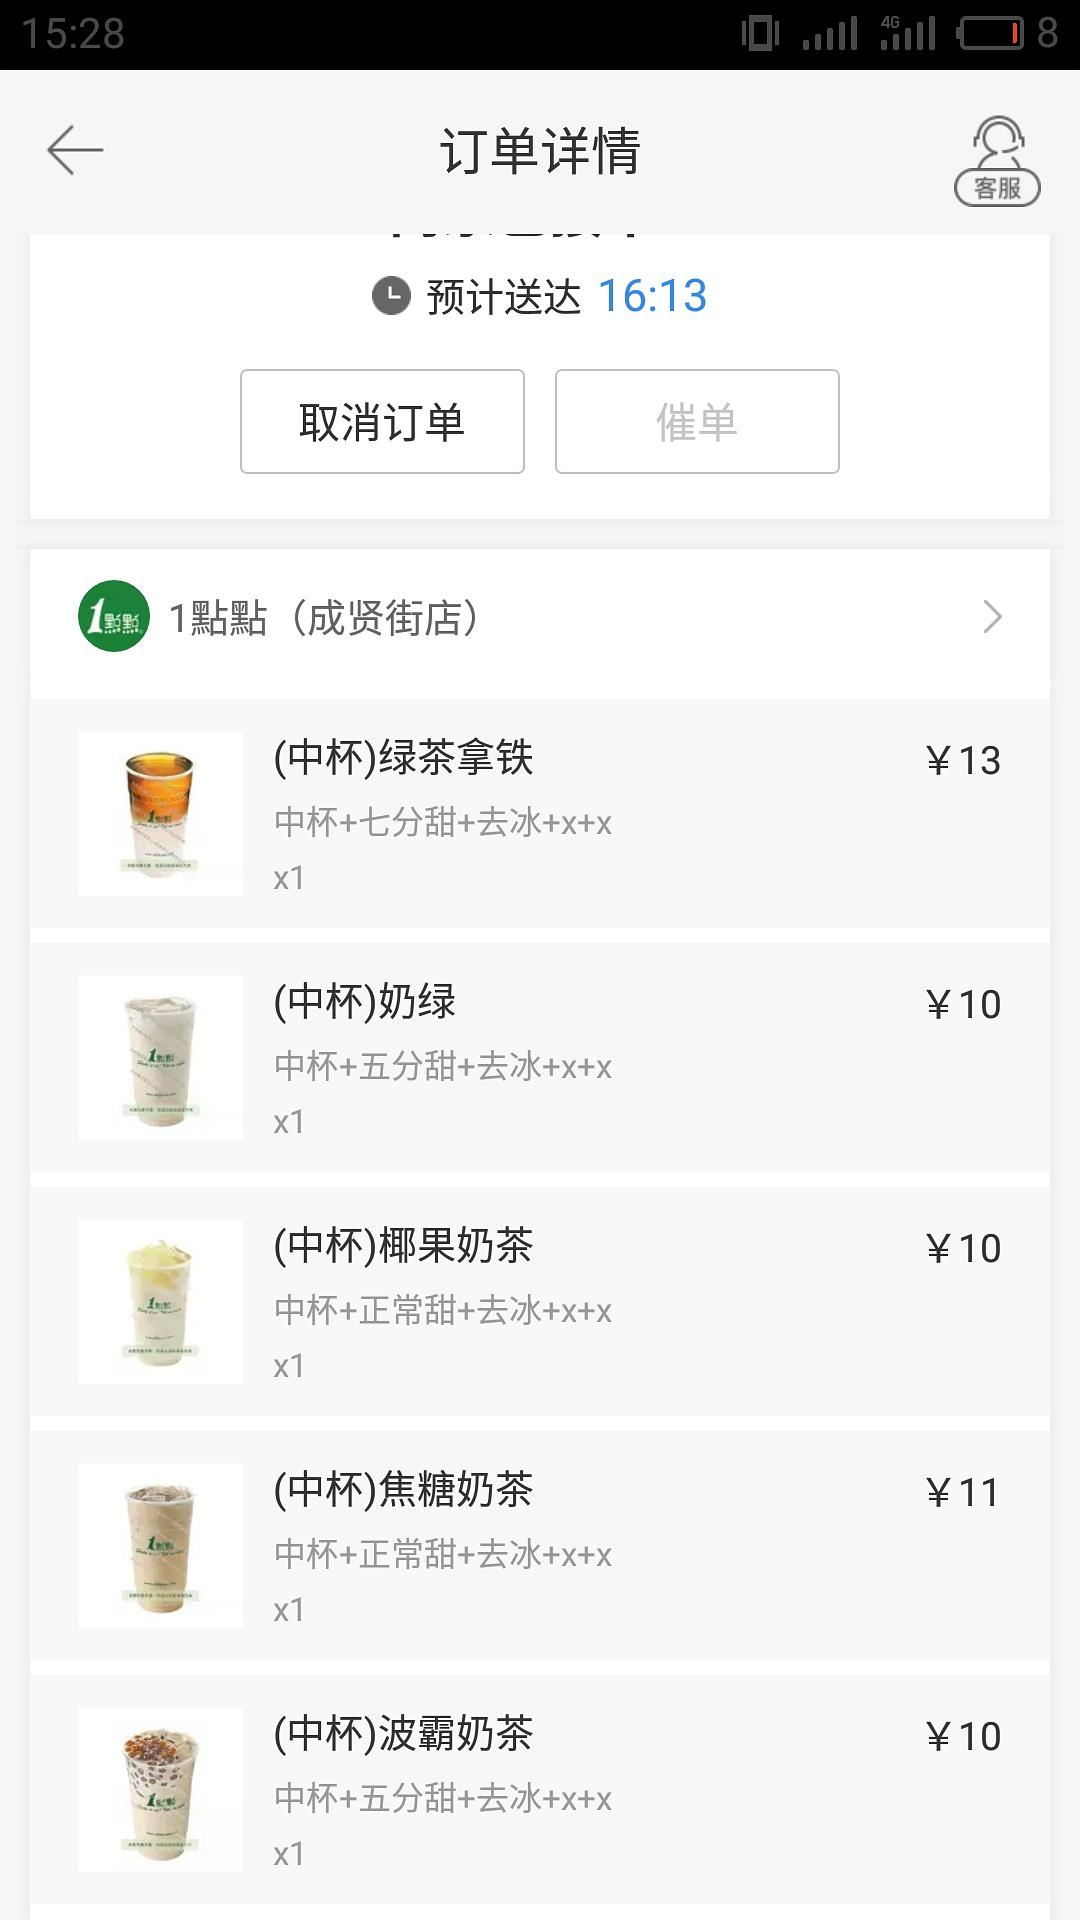 15:28
4G
8
订单详情
客服
预计送达 16:13
取消订单
催单
1點點
1點點（成贤街店）
(中杯)绿茶拿铁
￥13
中杯+七分甜+去冰+x+x
x1
(中杯)奶绿
￥10
中杯+五分甜+去冰+x+x
x1
(中杯)椰果奶茶
￥10
中杯+正常甜+去冰+x+x
x1
(中杯)焦糖奶茶
￥11
中杯+正常甜+去冰+x+x
x1
(中杯)波霸奶茶
￥10
中杯+五分甜+去冰+x+x
x1